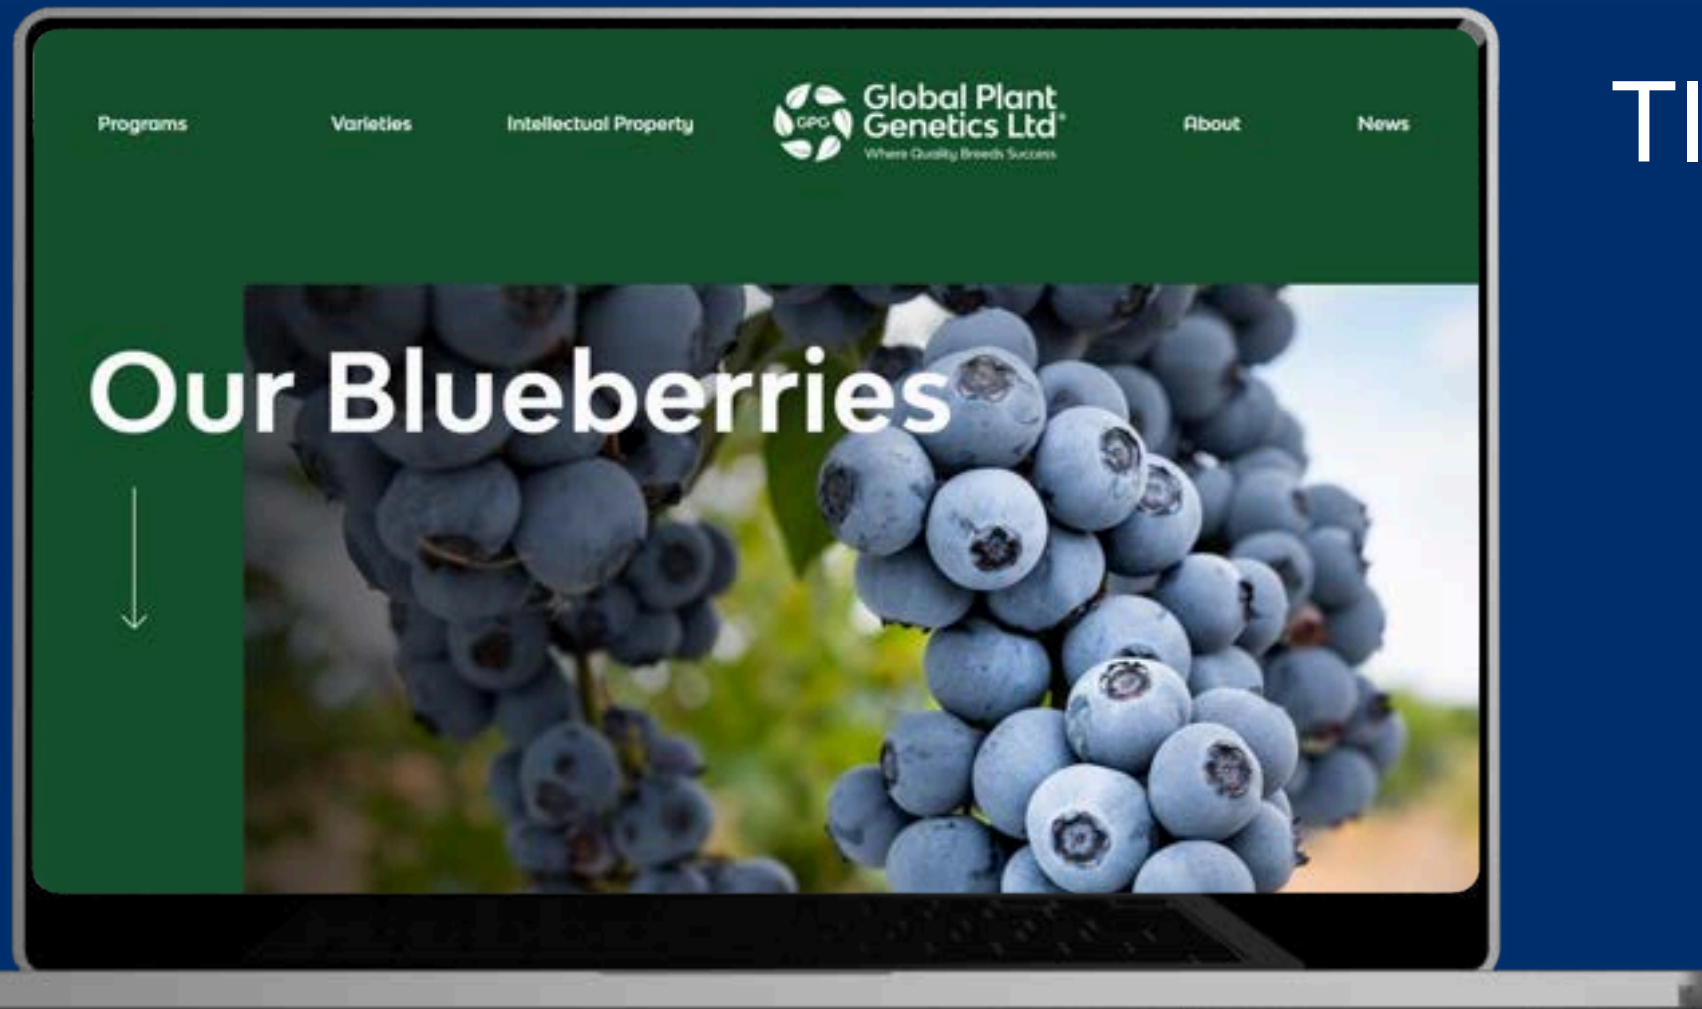 Programs
Varieties
Intellectual Property
GPG
Global Plant
Genetics Ltd®
Where Quality Breeds Success
About
News
Our Blueberries